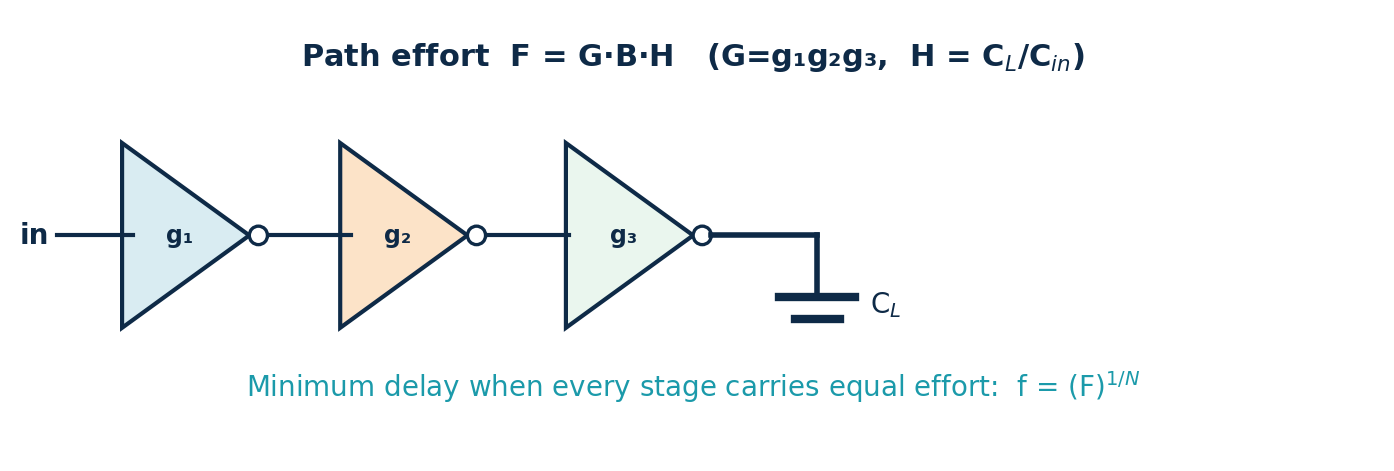 Path effort F = G·B·H (G=g₁g₂g₃, H = C_L/C_in)
in
g₁
g₂
g₃
C_L
Minimum delay when every stage carries equal effort: f = (F)^{1/N}